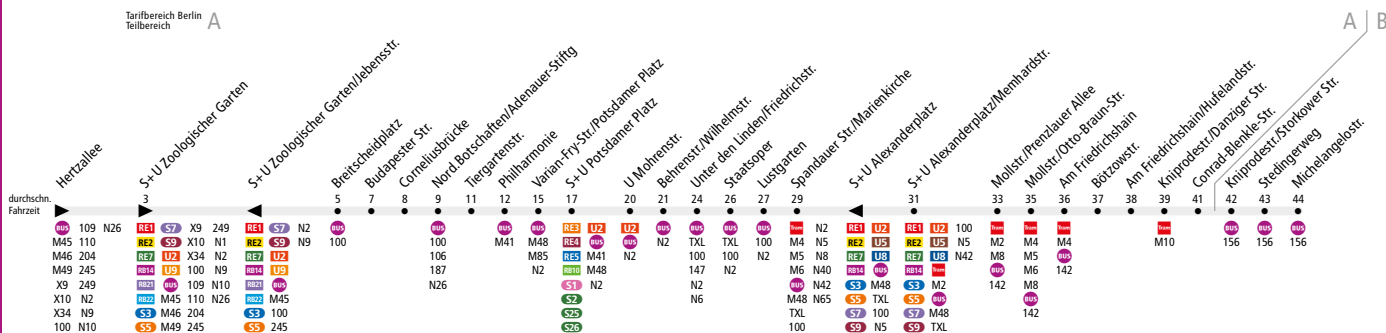 Tarifbereich Berlin
Teilbereich A
A B
Hertzallee
S+U Zoologischer Garten
S+U Zoologischer Garten/Jebensstr.
Breitscheidplatz
Budapester Str.
Corneliusbrücke
Nord.Botschaften/Adenauer-Stiftg
Tiergartenstr.
Philharmonie
Varian-Fry-Str./Potsdamer Platz
S+U Potsdamer Platz
U Mohrenstr.
Behrenstr./Wilhelmstr.
Unter den Linden/Friedrichstr.
Staatsoper
Lustgarten
Spandauer Str./Marienkirche
S+U Alexanderplatz
S+U Alexanderplatz/Memhardstr.
Mollstr./Prenzlauer Allee
Mollstr./Otto-Braun-Str.
Am Friedrichshain
Bötzowstr.
Am Friedrichshain/Hufelandstr.
Kniprodestr./Danziger Str.
Conrad-Blenkle-Str.
Kniprodestr./Storkower Str.
Stedingerweg
Michelangelostr.
durchschn. 3 5 7 8 9 11 12 15 17 20 21 24 26 27 29 31 33 35 36 37 38 39 41 42 43 44
Fahrzeit
BUS 109 N26
M45 110
M46 204
M49 245
X9 249
X10 N2
X34 N9
100 N10
RE1 S7 X9 249
RE2 S9 X10 N1
RE7 U2 X34 N2
RB14 U9 100 N9
RB21 BUS 109 N10
RB22 M45 110 N26
S3 M46 204
S5 M49 245
RE1 S7 N2
RE2 S9 N9
RE7 U2
RB14 U9
RB21 BUS
RB22 M45
S3 100
S5 245
BUS
100
BUS
100
106
187
N26
BUS
M41
BUS
M48
M85
N2
RE3 U2
RE4 BUS
RE5 M41
RB10 M48
S1 N2
S2
S25
S26
U2
BUS
N2
BUS
N2
BUS
TXL
100
147
N2
N6
BUS
TXL
100
N2
BUS
100
N2
Tram N2
M4 N5
M5 N8
M6 N40
BUS N42
M48 N65
TXL
100
RE1 U2
RE2 U5
RE7 U8
RB14 BUS
S3 M48
S5 TXL
S7 100
S9 N5
RE1 U2 100
RE2 U5 N5
RE7 U8 N42
RB14 Tram
S3 M2
S5 BUS
S7 M48
S9 TXL
Tram
M2
M8
BUS
142
Tram
M4
M5
M6
M8
BUS
142
Tram
M4
BUS
142
Tram
M10
BUS
156
BUS
156
BUS
156